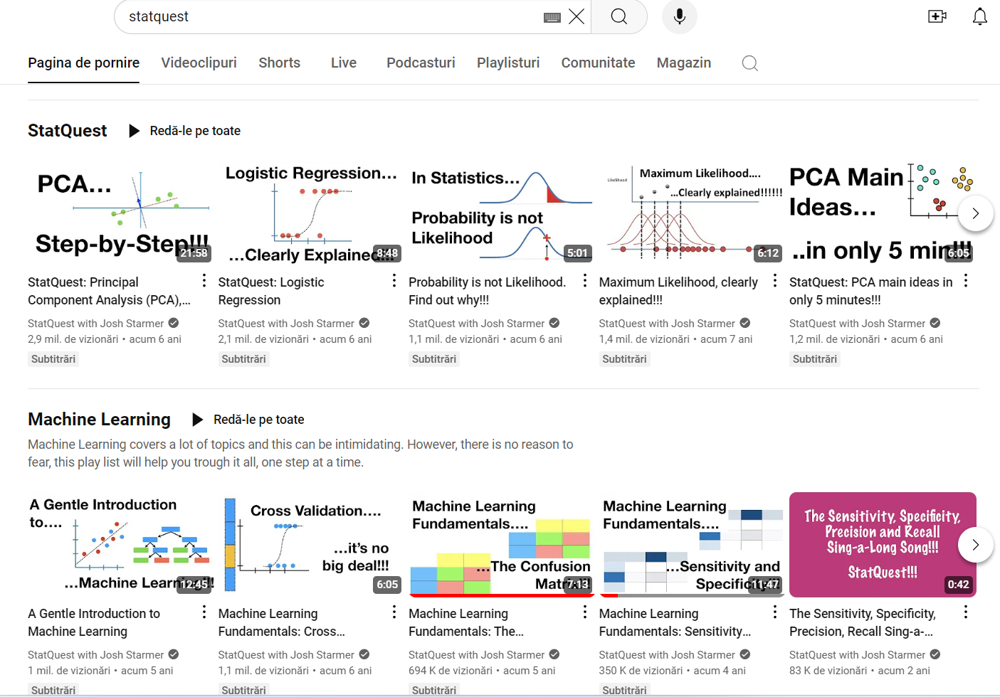 statquest
Pagina de pornire Videoclipuri Shorts Live Podcasturi Playlisturi Comunitate Magazin
StatQuest Redă-le pe toate
PCA...
Step-by-Step!!!
21:58
Logistic Regression...
...Clearly Explained!!!
8:48
In Statistics...
Probability is not
Likelihood
5:01
Likelihood
Maximum Likelihood....
...Clearly explained!!!!!!
6:12
PCA Main
Ideas...
..in only 5 min!!!
6:05
StatQuest: Principal
Component Analysis (PCA),...
StatQuest with Josh Starmer
2,9 mil. de vizionări • acum 6 ani
Subtitrări
StatQuest: Logistic
Regression
StatQuest with Josh Starmer
2,1 mil. de vizionări • acum 6 ani
Subtitrări
Probability is not Likelihood.
Find out why!!!
StatQuest with Josh Starmer
1,1 mil. de vizionări • acum 6 ani
Subtitrări
Maximum Likelihood, clearly
explained!!!
StatQuest with Josh Starmer
1,4 mil. de vizionări • acum 7 ani
Subtitrări
StatQuest: PCA main ideas in
only 5 minutes!!!
StatQuest with Josh Starmer
1,2 mil. de vizionări • acum 6 ani
Subtitrări
Machine Learning Redă-le pe toate
Machine Learning covers a lot of topics and this can be intimidating. However, there is no reason to
fear, this play list will help you trough it all, one step at a time.
A Gentle Introduction
to....
...Machine Learning!!!
12:45
Cross Validation....
...it's no
big deal!!!
6:05
Machine Learning
Fundamentals....
...The Confusion
Matrix!!!
7:13
Machine Learning
Fundamentals....
...Sensitivity and
Specificity!!!
11:47
The Sensitivity, Specificity,
Precision and Recall
Sing-a-Long Song!!!
StatQuest!!!
0:42
A Gentle Introduction to
Machine Learning
StatQuest with Josh Starmer
1 mil. de vizionări • acum 5 ani
Subtitrări
Machine Learning
Fundamentals: Cross...
StatQuest with Josh Starmer
1,1 mil. de vizionări • acum 6 ani
Subtitrări
Machine Learning
Fundamentals: The...
StatQuest with Josh Starmer
694 K de vizionări • acum 5 ani
Subtitrări
Machine Learning
Fundamentals: Sensitivity...
StatQuest with Josh Starmer
350 K de vizionări • acum 4 ani
Subtitrări
The Sensitivity, Specificity,
Precision, Recall Sing-a-...
StatQuest with Josh Starmer
83 K de vizionări • acum 2 ani